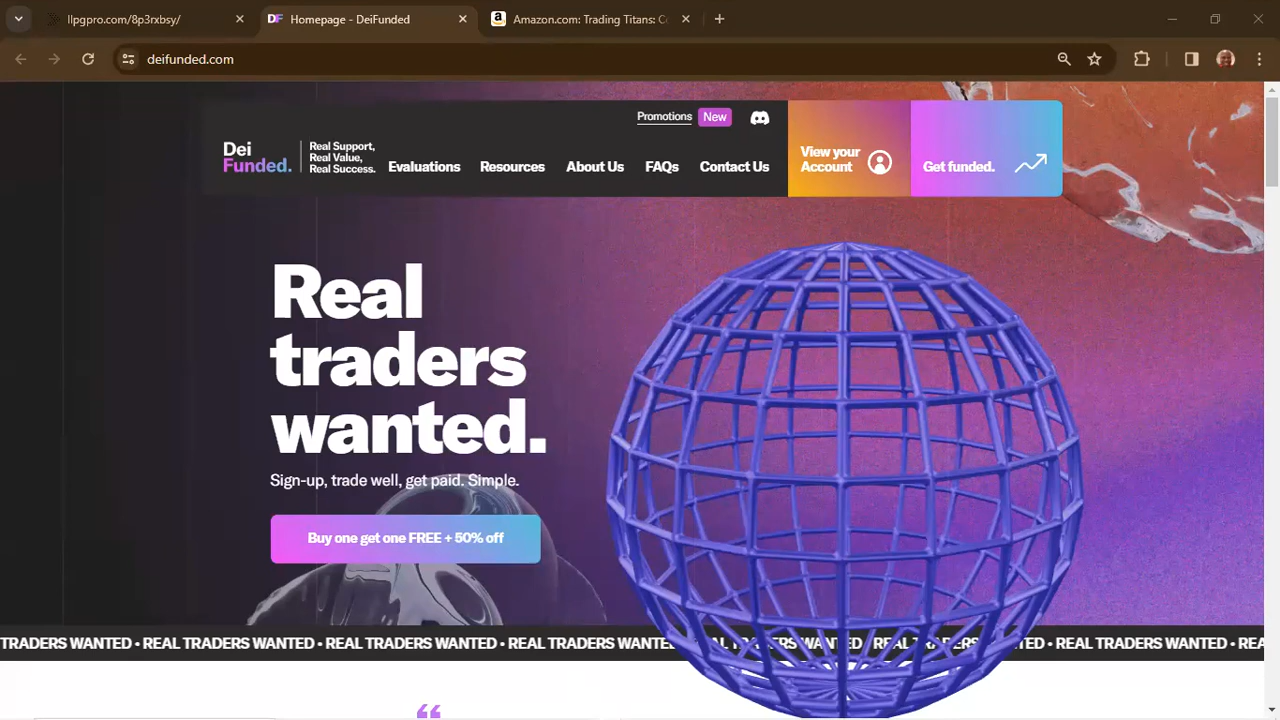 llpgpro.com/8p3rxbsy/
Homepage - DeiFunded
Amazon.com: Trading Titans: C
deifunded.com
Promotions New
Dei
Funded.
Real Support,
Real Value,
Real Success.
Evaluations Resources About Us FAQs Contact Us
View your
Account
Get funded.
Real
traders
wanted.
Sign-up, trade well, get paid. Simple.
Buy one get one FREE + 50% off
TRADERS WANTED • REAL TRADERS WANTED • REAL TRADERS WANTED • REAL TRADERS WANTED • REAL TRADERS WANTED • REAL TRADERS WANTED • REAL TRADERS WANTED • REA